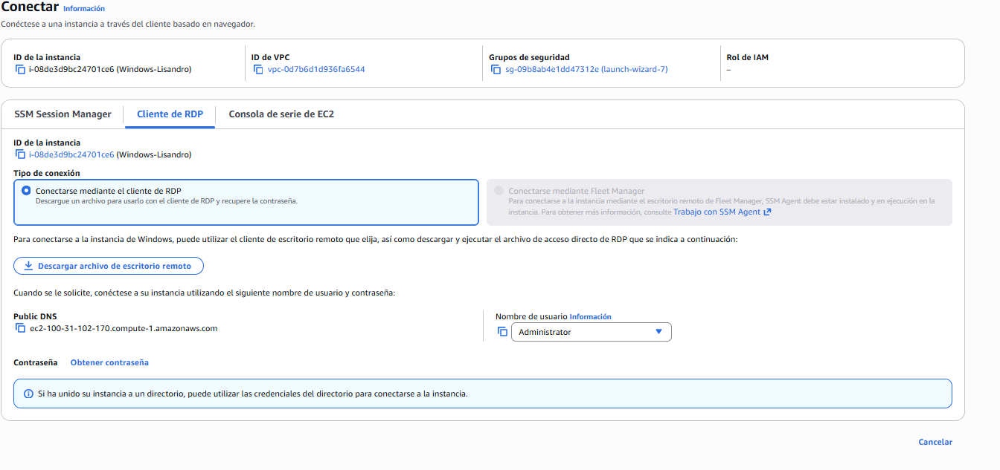 Conectar Información
Conéctese a una instancia a través del cliente basado en navegador.
ID de la instancia
i-08de3d9bc24701ce6 (Windows-Lisandro)
ID de VPC
vpc-0d7b6d1d936fa6544
Grupos de seguridad
sg-09b8ab4e1dd47312e (launch-wizard-7)
Rol de IAM
–
SSM Session Manager
Cliente de RDP
Consola de serie de EC2
ID de la instancia
i-08de3d9bc24701ce6 (Windows-Lisandro)
Tipo de conexión
Conectarse mediante el cliente de RDP
Descargue un archivo para usarlo con el cliente de RDP y recupere la contraseña.
Conectarse mediante Fleet Manager
Para conectarse a la instancia mediante el escritorio remoto de Fleet Manager, SSM Agent debe estar instalado y en ejecución en la
instancia. Para obtener más información, consulte Trabajo con SSM Agent
Para conectarse a la instancia de Windows, puede utilizar el cliente de escritorio remoto que elija, así como descargar y ejecutar el archivo de acceso directo de RDP que se indica a continuación:
Descargar archivo de escritorio remoto
Cuando se le solicite, conéctese a su instancia utilizando el siguiente nombre de usuario y contraseña:
Public DNS
ec2-100-31-102-170.compute-1.amazonaws.com
Nombre de usuario Información
Administrator
Contraseña Obtener contraseña
Si ha unido su instancia a un directorio, puede utilizar las credenciales del directorio para conectarse a la instancia.
Cancelar